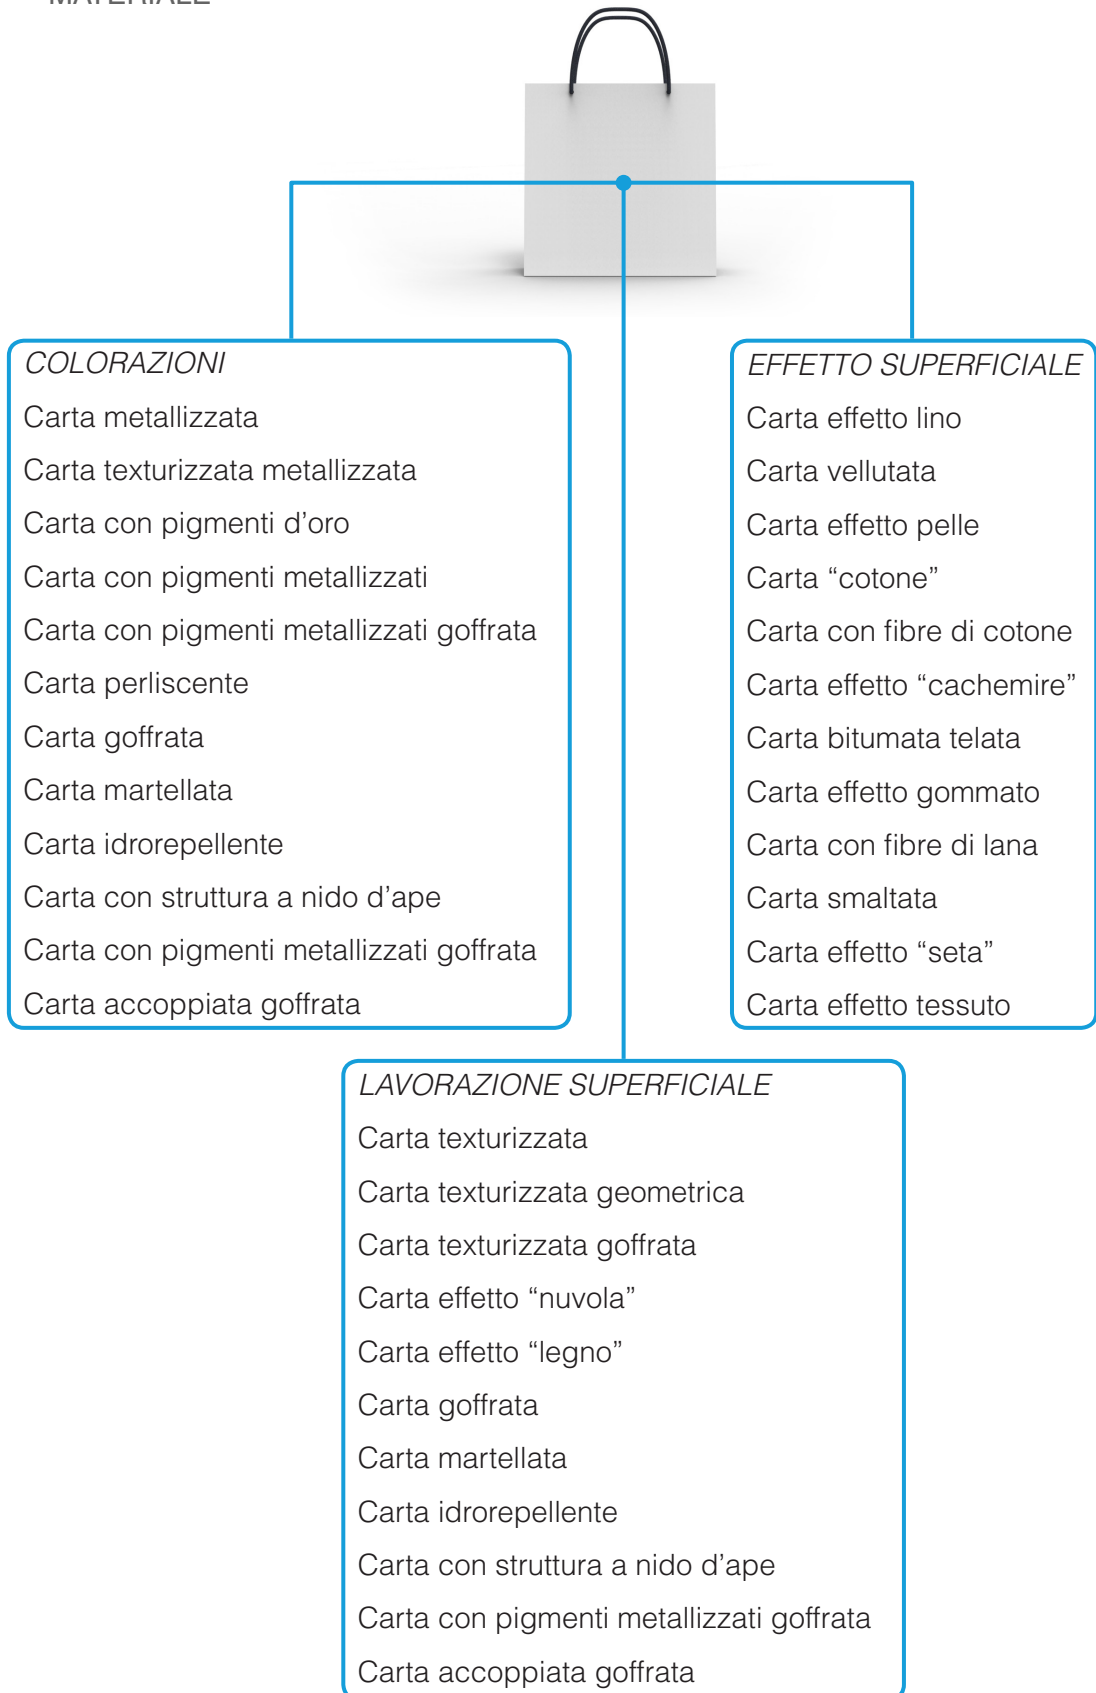 MATERIALE
COLORAZIONI
Carta metallizzata
Carta texturizzata metallizzata
Carta con pigmenti d’oro
Carta con pigmenti metallizzati
Carta con pigmenti metallizzati goffrata
Carta perliscente
Carta goffrata
Carta martellata
Carta idrorepellente
Carta con struttura a nido d’ape
Carta con pigmenti metallizzati goffrata
Carta accoppiata goffrata
EFFETTO SUPERFICIALE
Carta effetto lino
Carta vellutata
Carta effetto pelle
Carta “cotone”
Carta con fibre di cotone
Carta effetto “cachemire”
Carta bitumata telata
Carta effetto gommato
Carta con fibre di lana
Carta smaltata
Carta effetto “seta”
Carta effetto tessuto
LAVORAZIONE SUPERFICIALE
Carta texturizzata
Carta texturizzata geometrica
Carta texturizzata goffrata
Carta effetto “nuvola”
Carta effetto “legno”
Carta goffrata
Carta martellata
Carta idrorepellente
Carta con struttura a nido d’ape
Carta con pigmenti metallizzati goffrata
Carta accoppiata goffrata